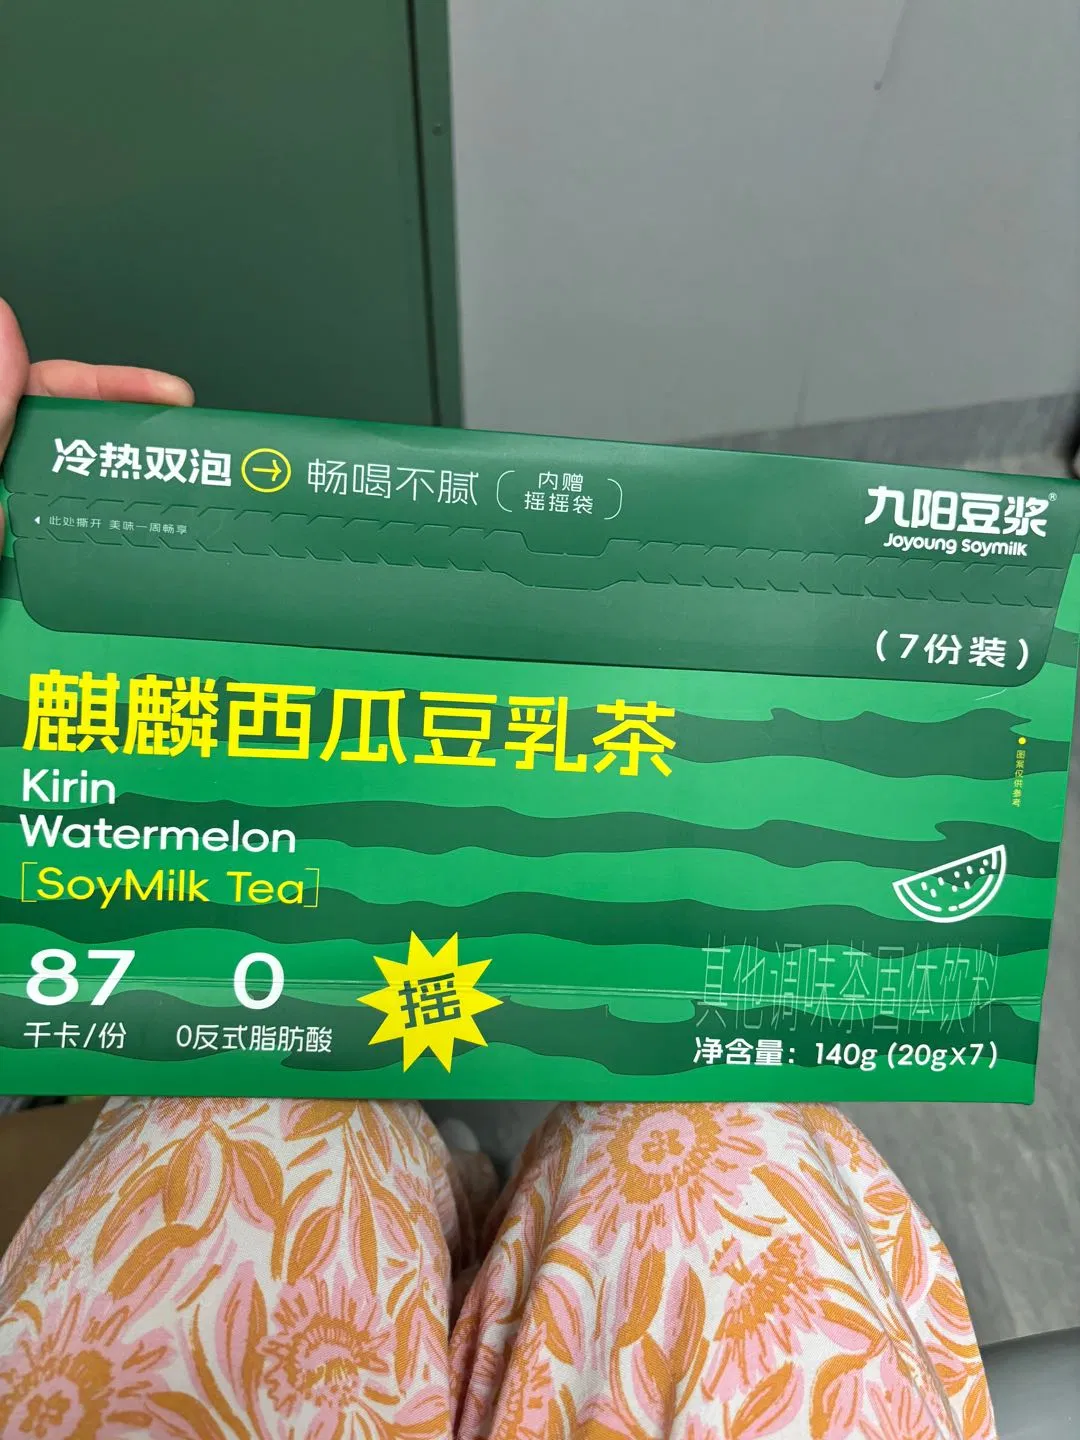 冷热双泡
畅喝不腻
内赠
摇摇袋
九阳豆浆®
Joyoung Soymilk
此处撕开 美味一周畅享
(7份装)
麒麟西瓜豆乳茶
Kirin
Watermelon
[SoyMilk Tea]
图案仅供参考
87
千卡/份
0
0反式脂肪酸
摇
其他调味茶固体饮料
净含量：140g (20gx7)